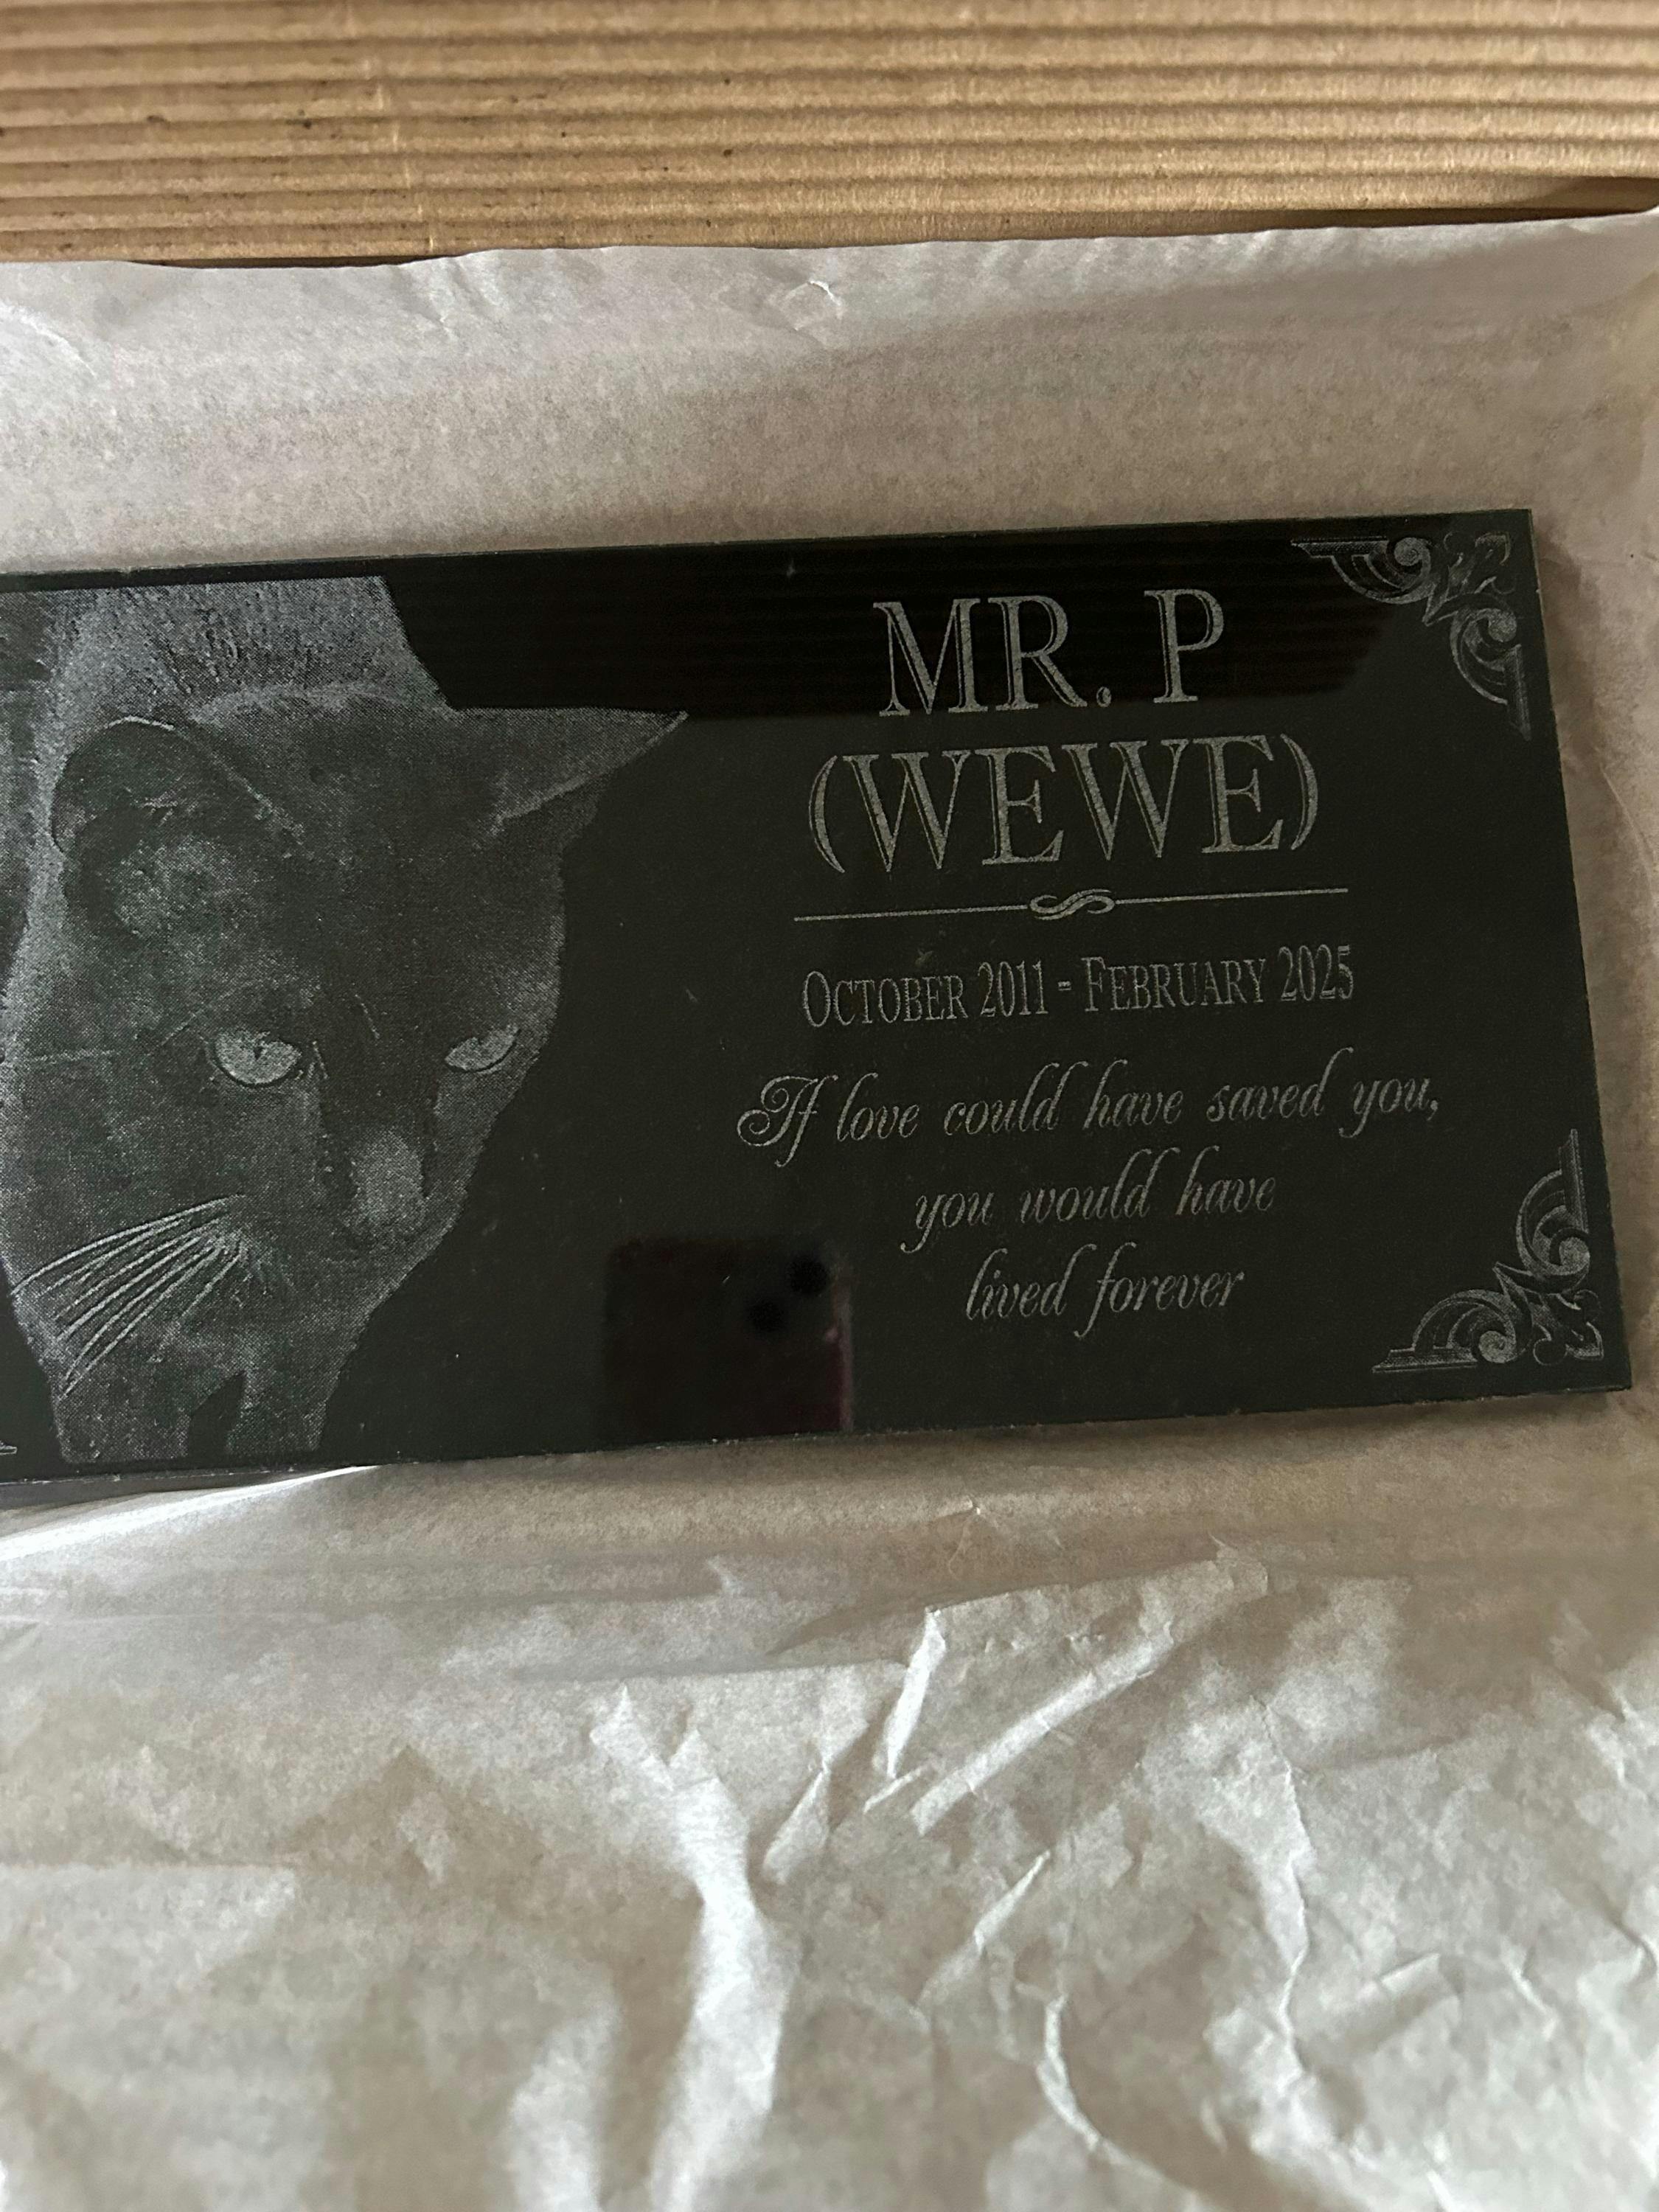 MR. P
(WEWE)
OCTOBER 2011 - FEBRUARY 2025
If love could have saved you,
you would have
lived forever